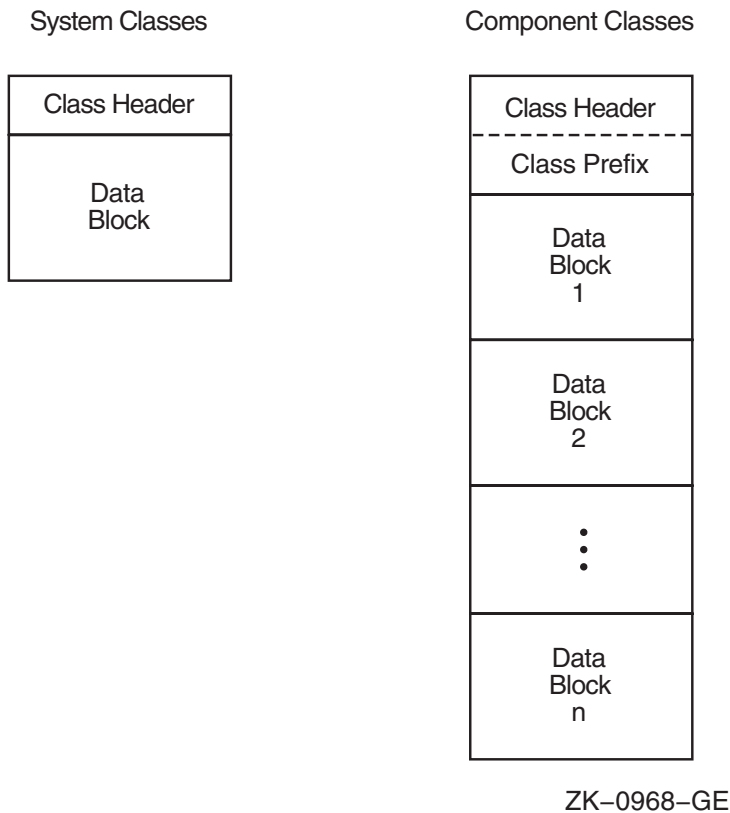 System Classes
Class Header
Data
Block
Component Classes
Class Header
Class Prefix
Data
Block
1
Data
Block
2
Data
Block
n
ZK−0968−GE